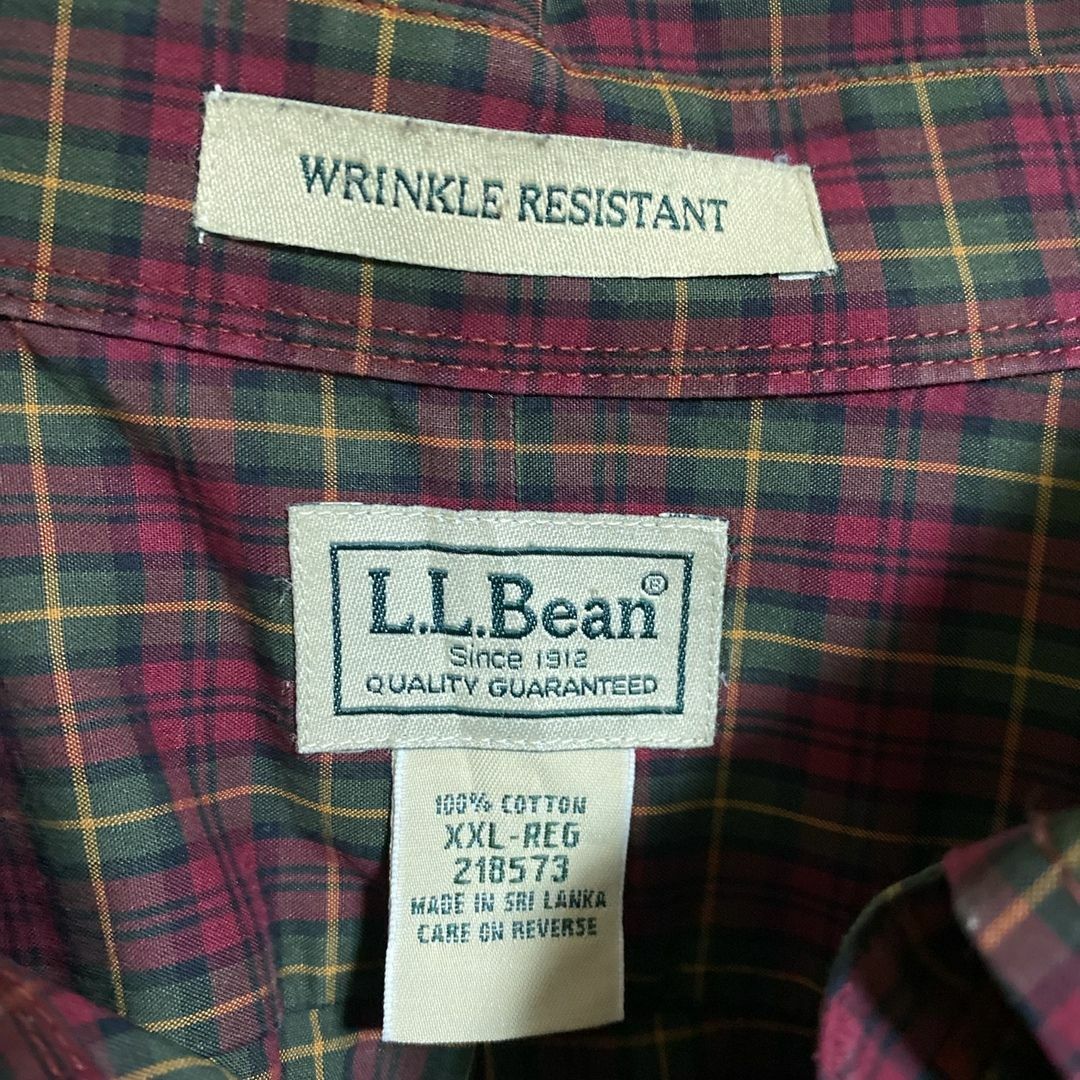 WRINKLE RESISTANT
L.L.Bean®
Since 1912
QUALITY GUARANTEED
100% COTTON
XXL-REG
218573
MADE IN SRI LANKA
CARE ON REVERSE